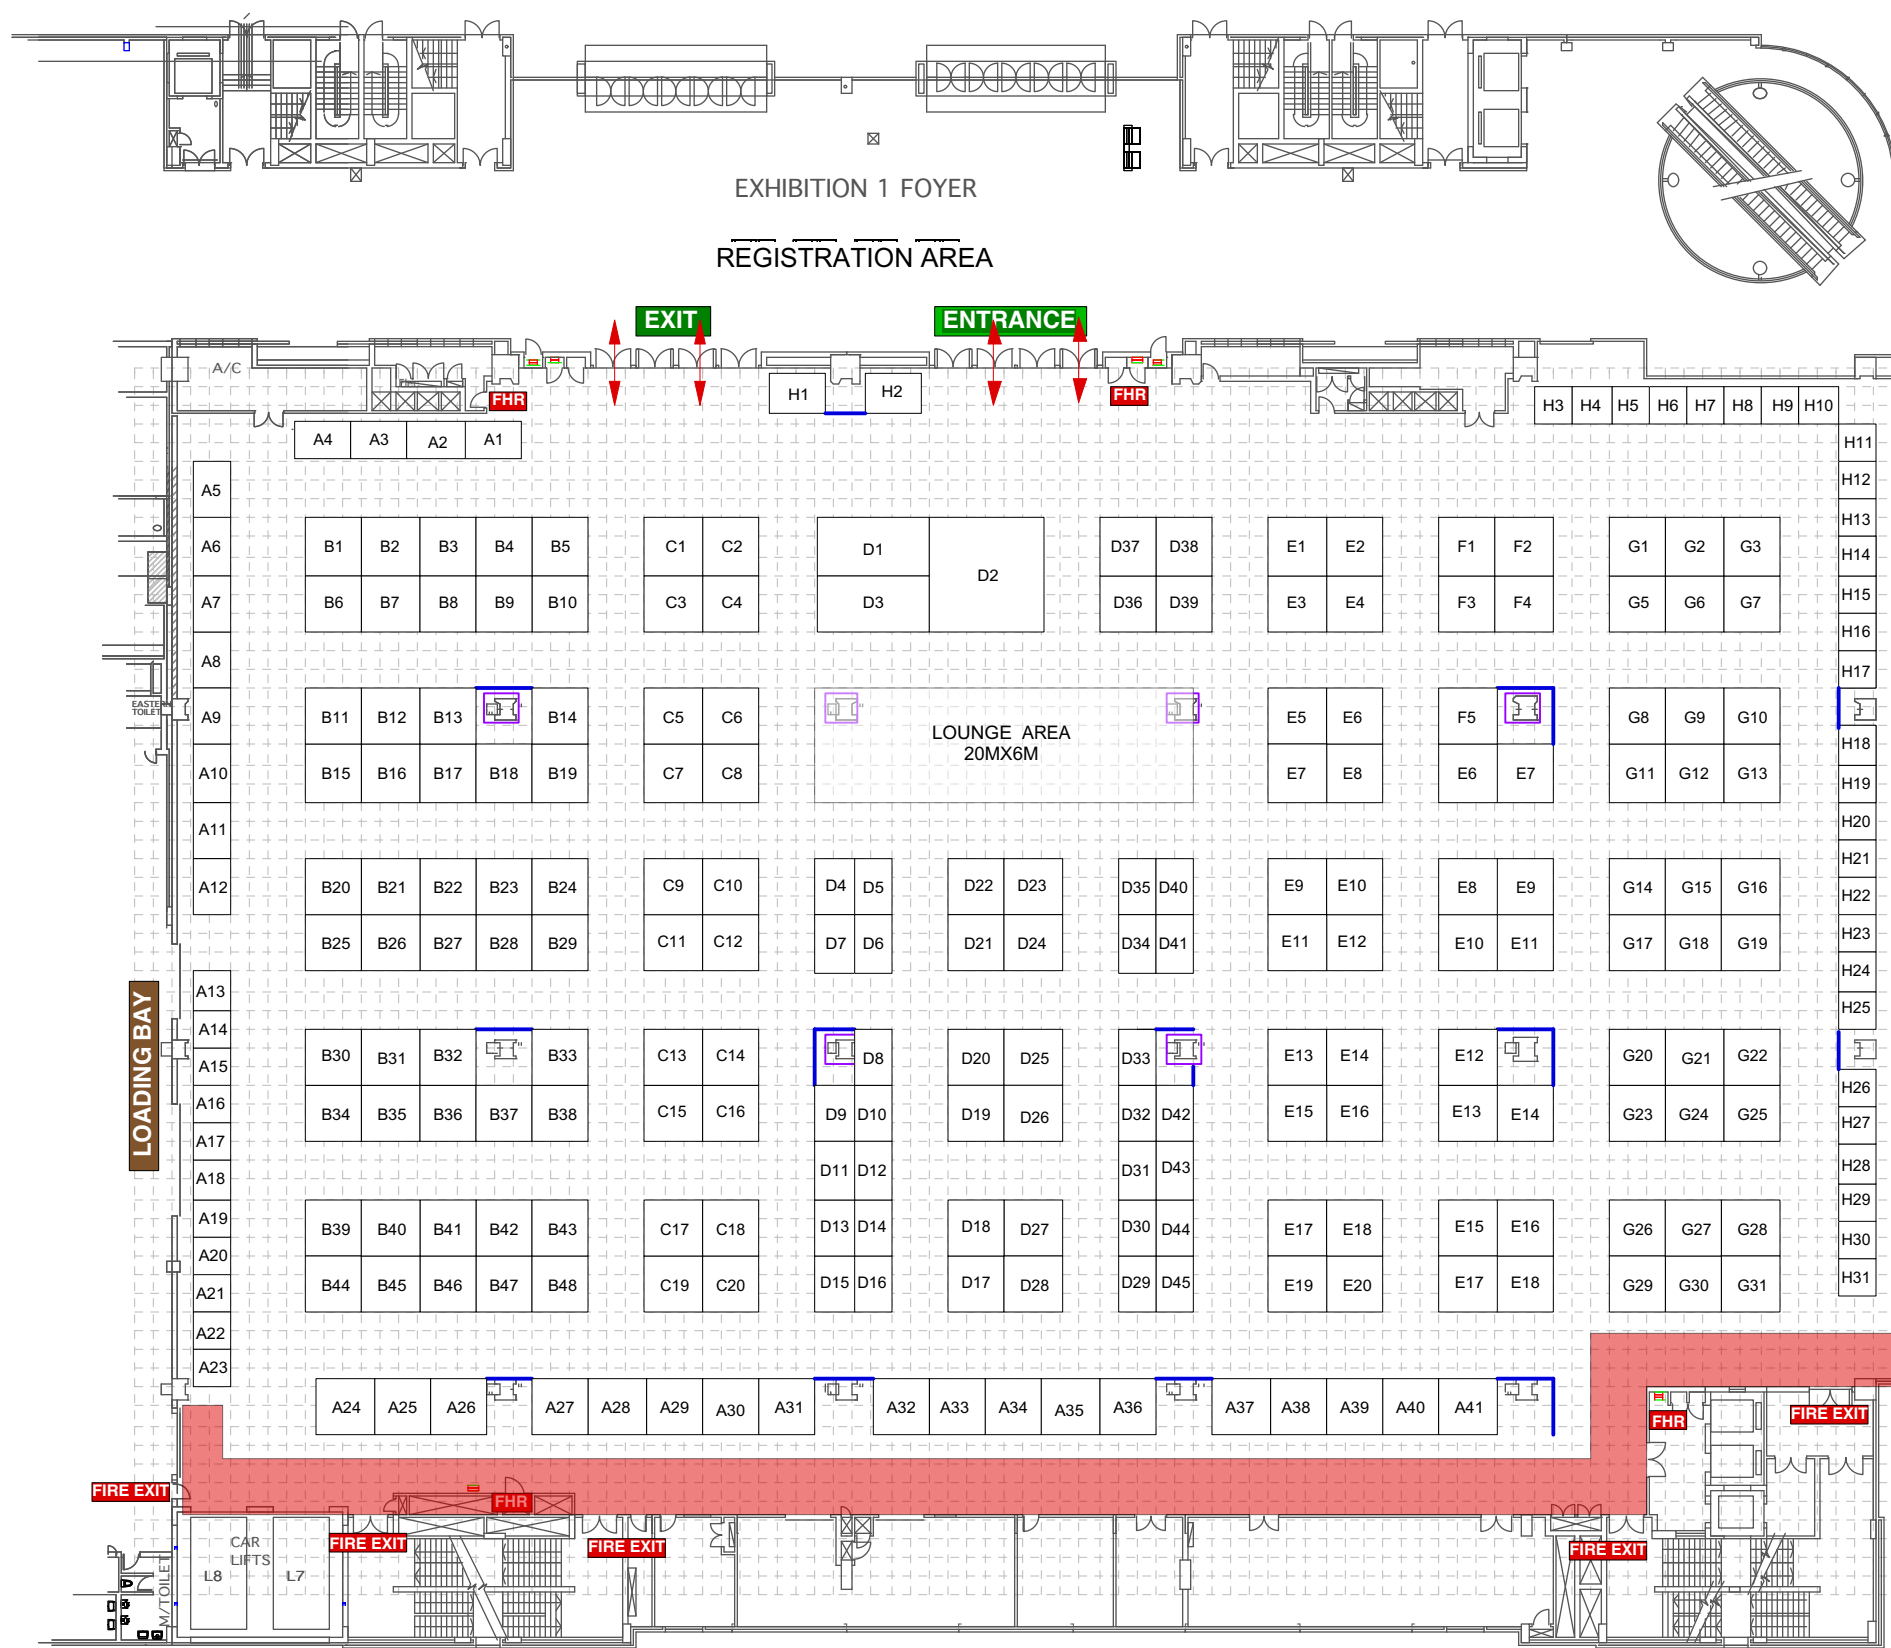 EXHIBITION 1 FOYER
REGISTRATION AREA
EXIT
ENTRANCE
A/C
FHR
H1
H2
FHR
H3 H4 H5 H6 H7 H8 H9 H10
A4 A3 A2 A1
H11
H12
A5
H13
A6
B1 B2 B3 B4 B5
C1 C2
D1
D2
D37 D38
E1 E2
F1 F2
G1 G2 G3
H14
A7
B6 B7 B8 B9 B10
C3 C4
D3
D36 D39
E3 E4
F3 F4
G5 G6 G7
H15
H16
A8
H17
EASTERN
TOILET
A9
B11 B12 B13 B14
C5 C6
LOUNGE AREA
20MX6M
E5 E6
F5
G8 G9 G10
H18
A10
B15 B16 B17 B18 B19
C7 C8
E7 E8
E6 E7
G11 G12 G13
H19
A11
H20
H21
A12
B20 B21 B22 B23 B24
C9 C10
D4 D5
D22 D23
D35 D40
E9 E10
E8 E9
G14 G15 G16
H22
B25 B26 B27 B28 B29
C11 C12
D7 D6
D21 D24
D34 D41
E11 E12
E10 E11
G17 G18 G19
H23
H24
A13
H25
LOADING BAY
A14
A15
B30 B31 B32 B33
C13 C14
D8
D20 D25
D33
E13 E14
E12
G20 G21 G22
H26
A16
B34 B35 B36 B37 B38
C15 C16
D9 D10
D19 D26
D32 D42
E15 E16
E13 E14
G23 G24 G25
H27
A17
A18
D11 D12
D31 D43
H28
H29
A19
B39 B40 B41 B42 B43
C17 C18
D13 D14
D18 D27
D30 D44
E17 E18
E15 E16
G26 G27 G28
H30
A20
A21
B44 B45 B46 B47 B48
C19 C20
D15 D16
D17 D28
D29 D45
E19 E20
E17 E18
G29 G30 G31
H31
A22
A23
A24 A25 A26 A27 A28 A29 A30 A31 A32 A33 A34 A35 A36 A37 A38 A39 A40 A41
FHR
FIRE EXIT
FIRE EXIT
FHR
FIRE EXIT
FIRE EXIT
FIRE EXIT
CAR
LIFTS
L8
L7
M/TOILET